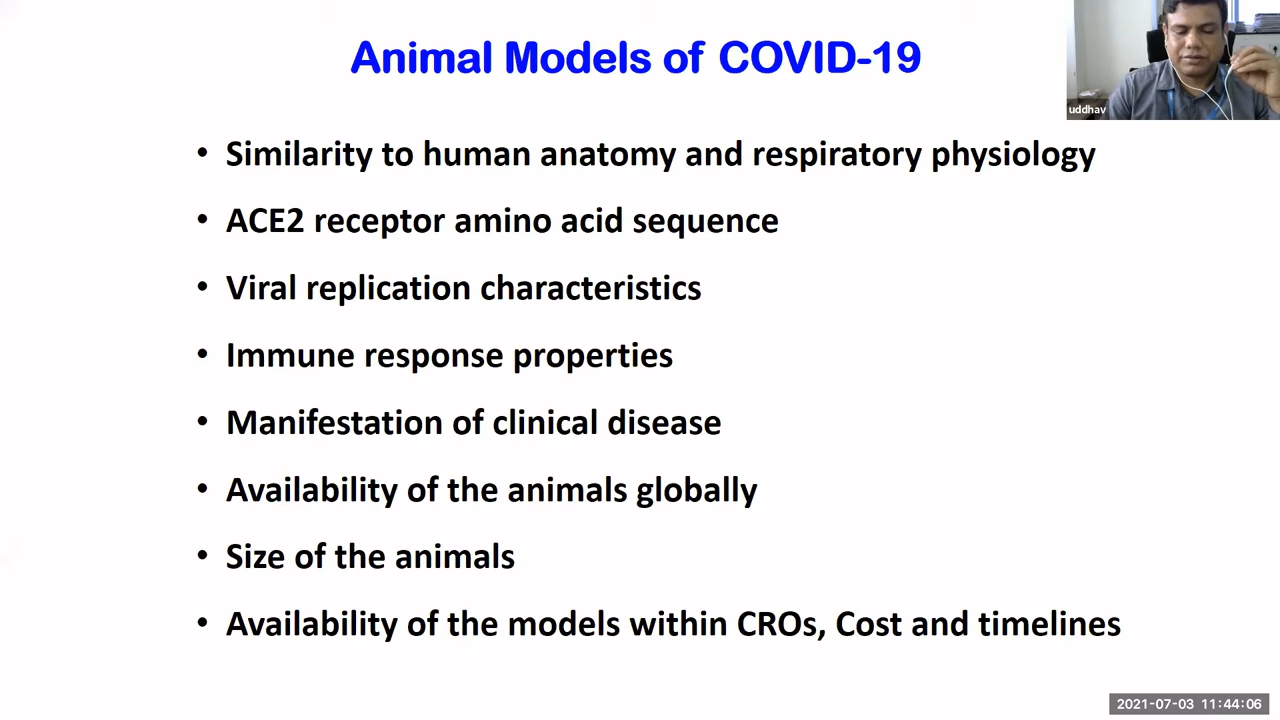 Animal Models of COVID-19
uddhav
• Similarity to human anatomy and respiratory physiology
• ACE2 receptor amino acid sequence
• Viral replication characteristics
• Immune response properties
• Manifestation of clinical disease
• Availability of the animals globally
• Size of the animals
• Availability of the models within CROs, Cost and timelines
2021-07-03 11:44:06